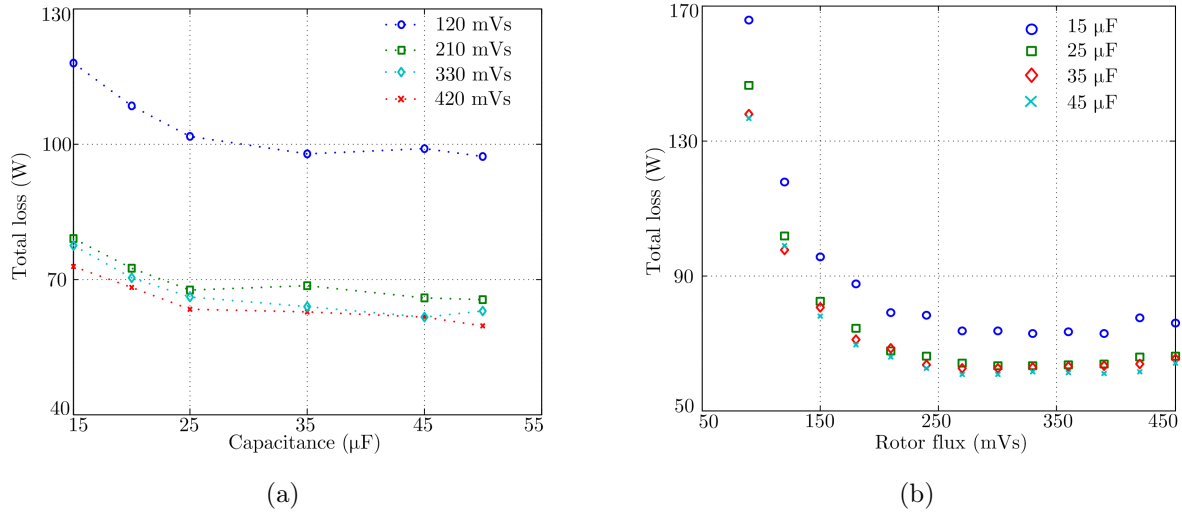 130
100
70
40
Total loss (W)
15
25
35
45
55
Capacitance (μF)
120 mVs
210 mVs
330 mVs
420 mVs
(a)
170
130
90
50
Total loss (W)
50
150
250
350
450
Rotor flux (mVs)
15 μF
25 μF
35 μF
45 μF
(b)